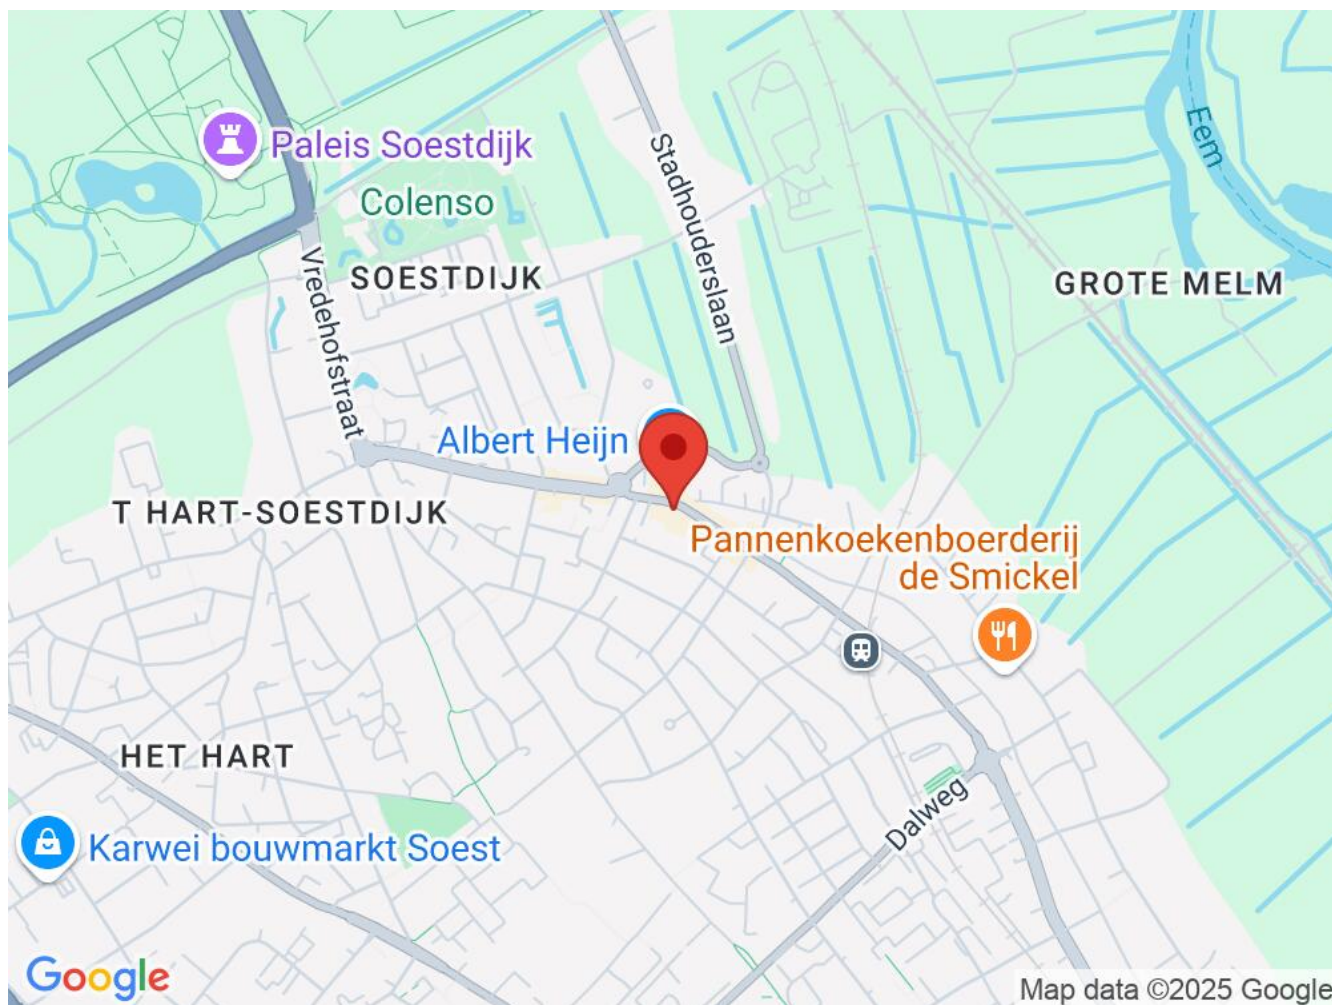 Paleis Soestdijk
Colenso
SOESTDIJK
Vredehofstraat
Stadhouderslaan
Eem
GROTE MELM
Albert Heijn
T HART-SOESTDIJK
Pannenkoekenboerderij
de Smickel
HET HART
Dalweg
Karwei bouwmarkt Soest
Google
Map data ©2025 Google